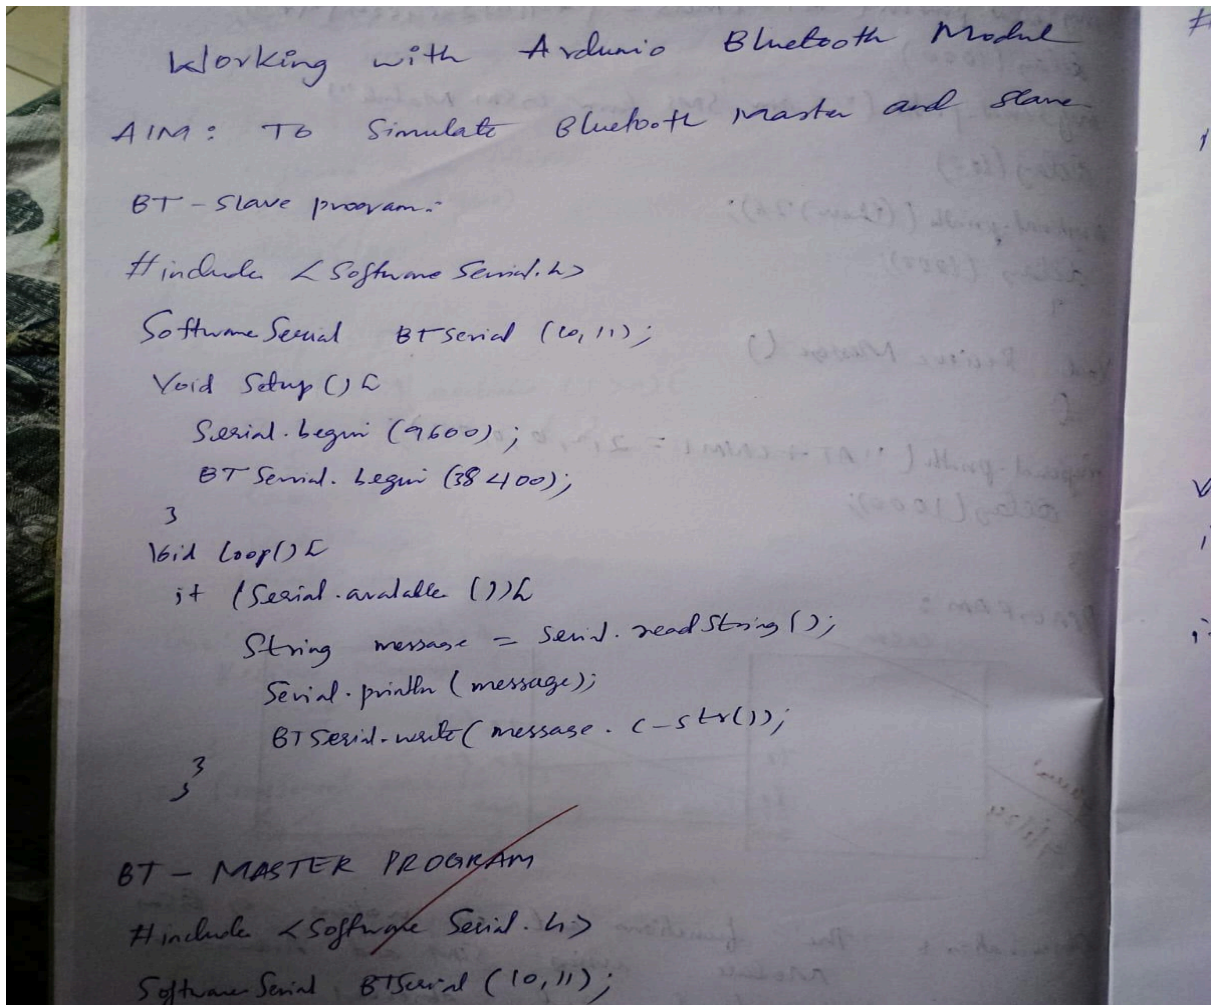 Working with Ardunio Bluetooth Modul
AIM: To Simulate Bluetooth Master and Slave
BT - Slave program:-
#include <Software Serial.h>
Software Serial BTSerial (10, 11);
Void Setup () {
Serial.begin (9600);
BT Serial.begin (38400);
}
Void loop() {
if (Serial.available ()) {
String message = Serial.readString ();
Serial.println (message);
BTSerial.write( message.c_str());
}
}
BT - MASTER PROGRAM
#include <Software Serial.h>
Software Serial BTSerial (10, 11);